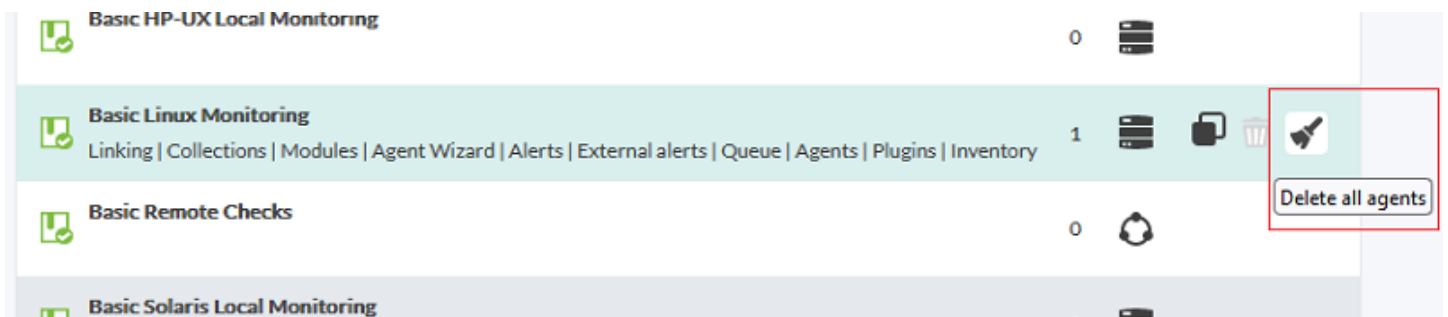 Basic HP-UX Local Monitoring
0
Basic Linux Monitoring
Linking | Collections | Modules | Agent Wizard | Alerts | External alerts | Queue | Agents | Plugins | Inventory
1
Delete all agents
Basic Remote Checks
0
Basic Solaris Local Monitoring